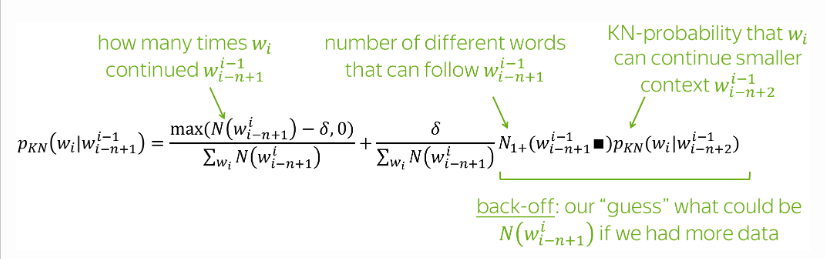 how many times $w_i$
continued $w_{i-n+1}^{i-1}$
number of different words
that can follow $w_{i-n+1}^{i-1}$
KN-probability that $w_i$
can continue smaller
context $w_{i-n+2}^{i-1}$
$p_{KN}(w_i|w_{i-n+1}^{i-1}) = \frac{\max(N(w_{i-n+1}^{i}) - \delta, 0)}{\sum_{w_i} N(w_{i-n+1}^{i})} + \frac{\delta}{\sum_{w_i} N(w_{i-n+1}^{i})} N_{1+}(w_{i-n+1}^{i-1} ■) p_{KN}(w_i|w_{i-n+2}^{i-1})$
back-off: our “guess” what could be
$N(w_{i-n+1}^{i})$ if we had more data